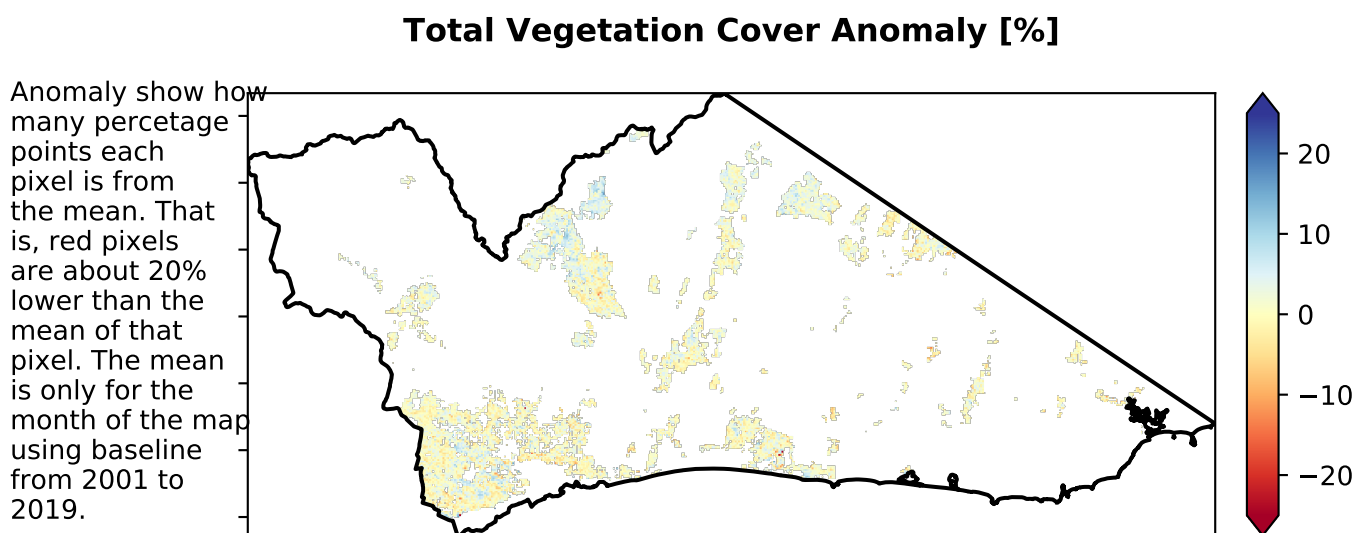 Total Vegetation Cover Anomaly [%]
Anomaly show how
many percetage
points each
pixel is from
the mean. That
is, red pixels
are about 20%
lower than the
mean of that
pixel. The mean
is only for the
month of the map
using baseline
from 2001 to
2019.
20
10
0
−10
−20